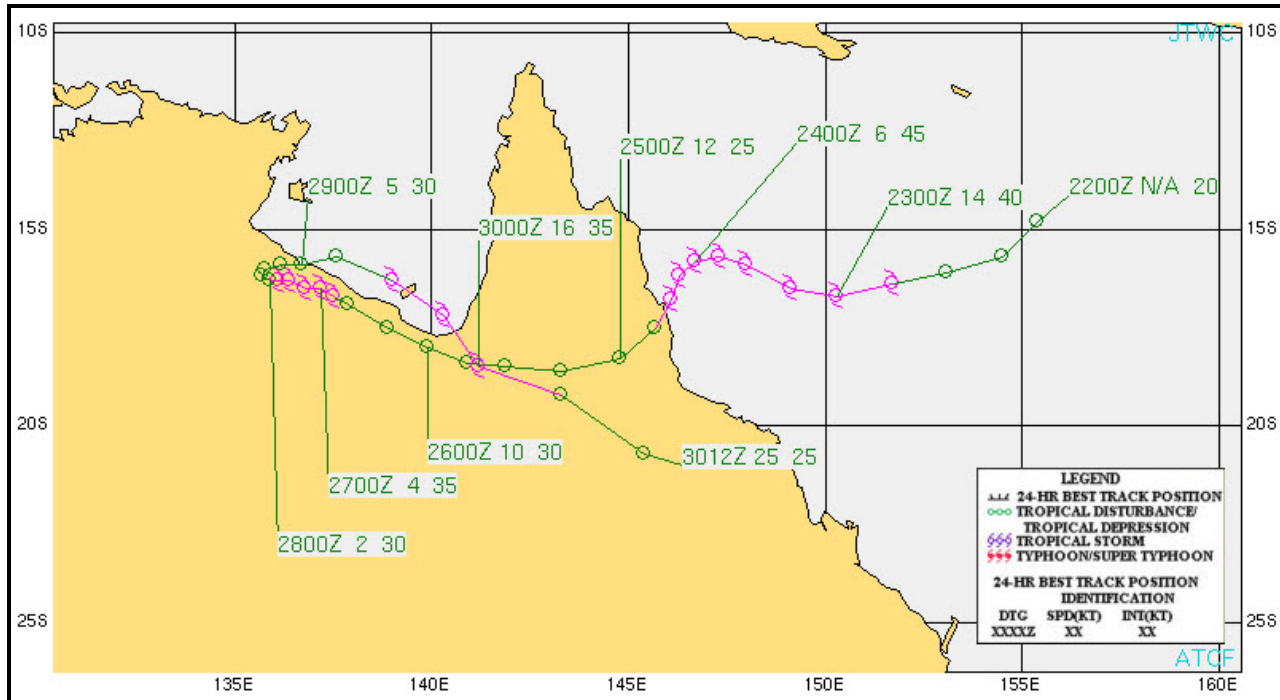 10S
JTWC
10S
2400Z 6 45
2500Z 12 25
2900Z 5 30
2200Z N/A 20
2300Z 14 40
15S
3000Z 16 35
15S
20S
20S
2600Z 10 30
3012Z 25 25
2700Z 4 35
2800Z 2 30
LEGEND
24-HR BEST TRACK POSITION
TROPICAL DISTURBANCE/
TROPICAL DEPRESSION
TROPICAL STORM
TYPHOON/SUPER TYPHOON
24-HR BEST TRACK POSITION
IDENTIFICATION
DTG SPD(KT) INT(KT)
XXXXZ XX XX
25S
25S
ATCF
135E 140E 145E 150E 155E 160E